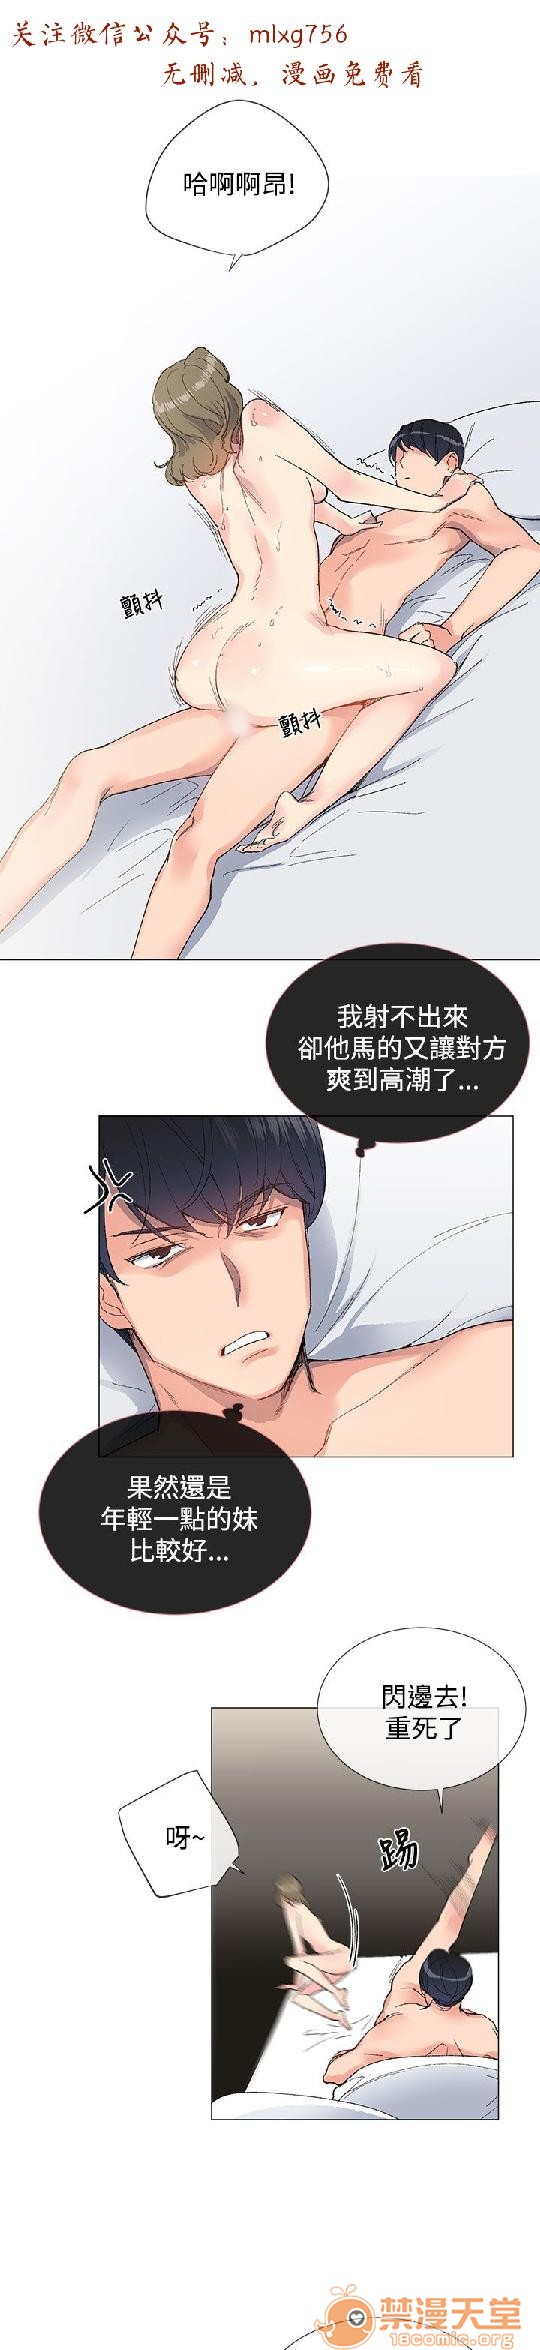 关注微信公众号：mlxg756
无删减，漫画免费看
哈啊啊昂!
顫抖
顫抖
我射不出來
卻他馬的又讓對方
爽到高潮了...
果然還是
年輕一點的妹
比較好...
閃邊去!
重死了
呀~
踢
禁漫天堂
18comic.org